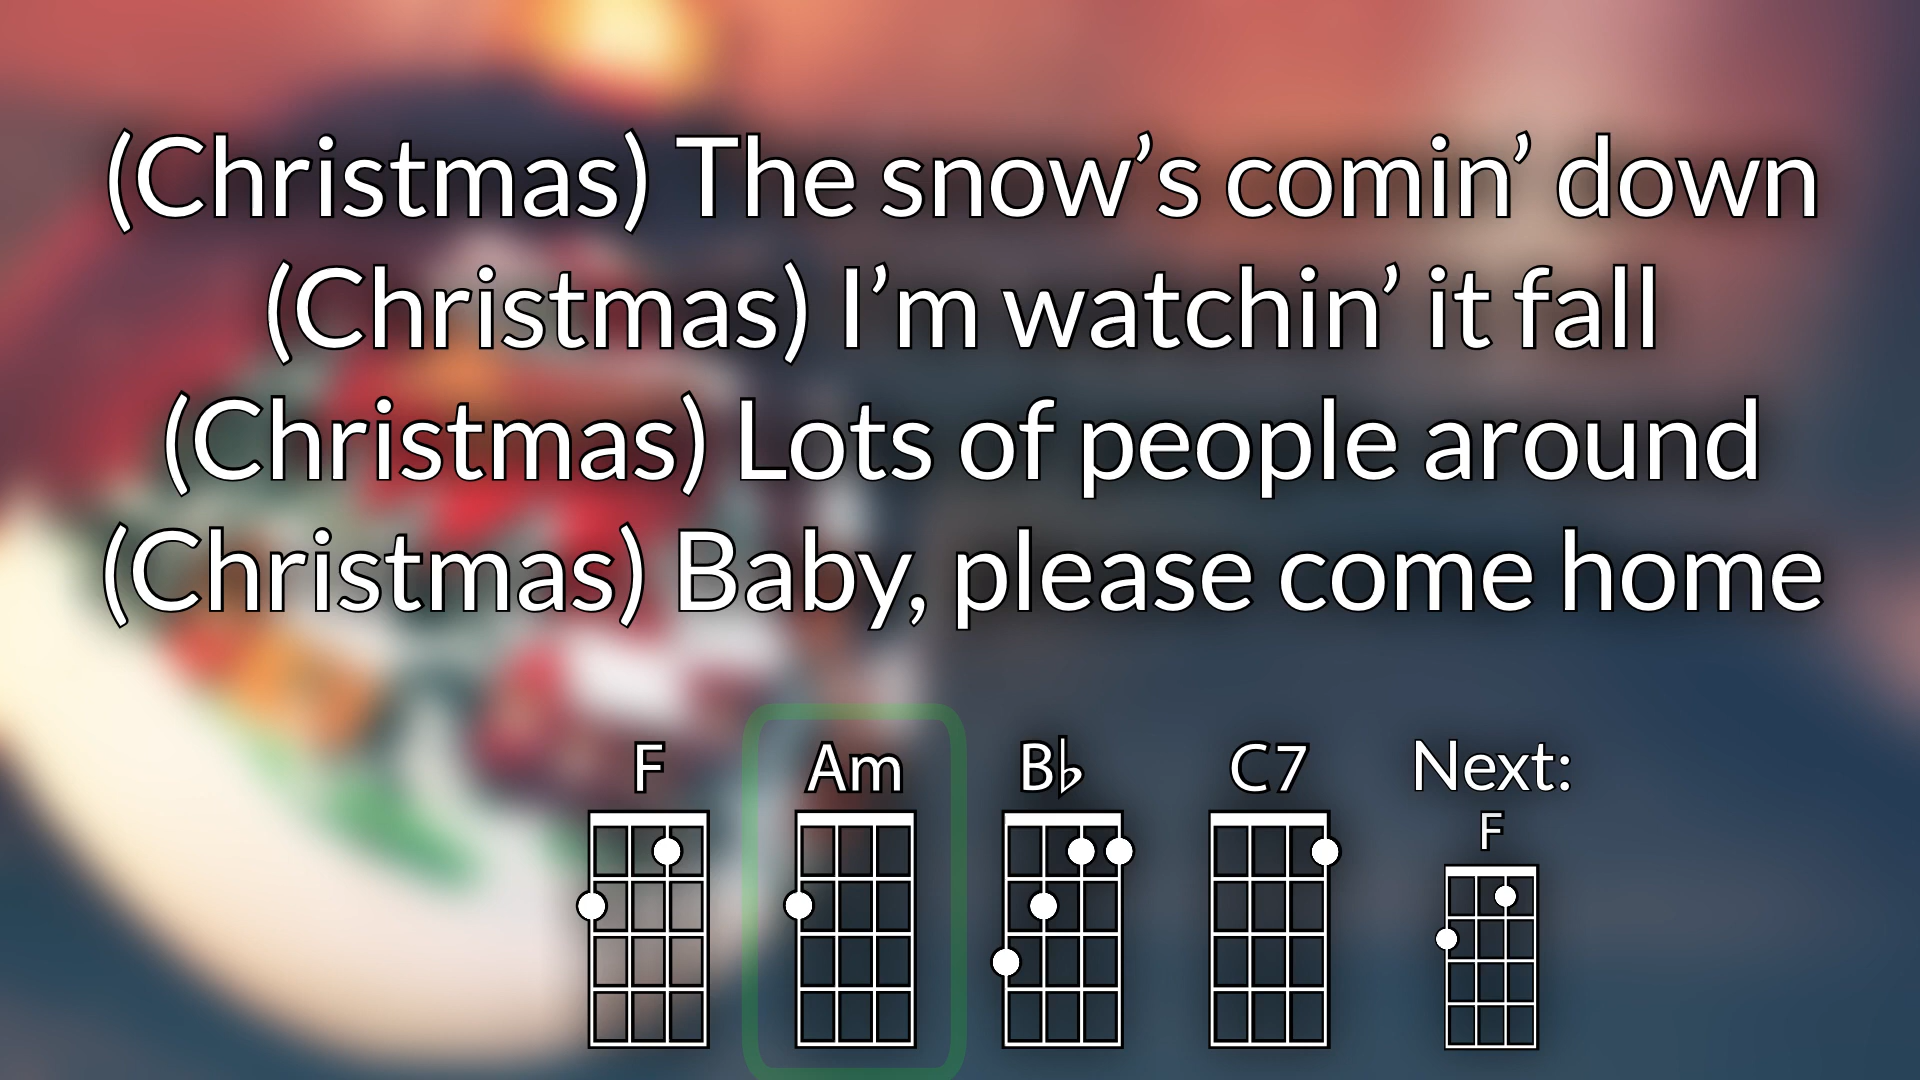 (Christmas) The snow’s comin’ down
(Christmas) I’m watchin’ it fall
(Christmas) Lots of people around
(Christmas) Baby, please come home
F Am B♭ C7 Next:
F